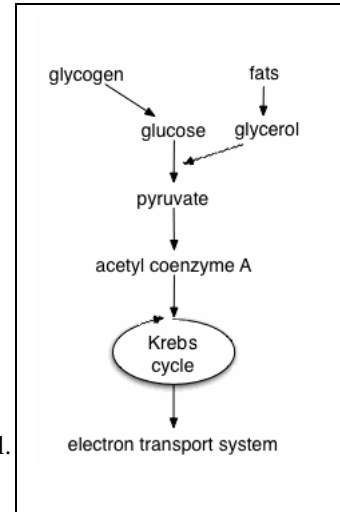 glycogen fats
glucose glycerol
pyruvate
acetyl coenzyme A
Krebs
cycle
electron transport system